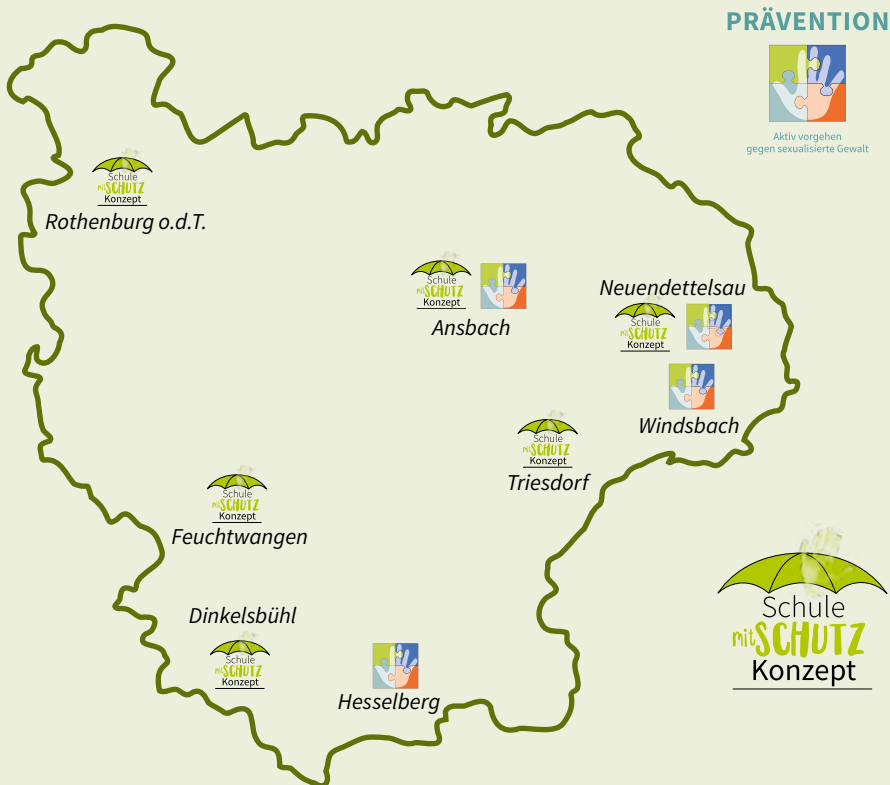 PRÄVENTION
Aktiv vorgehen
gegen sexualisierte Gewalt
Schule
mit SCHUTZ
Konzept
Rothenburg o.d.T.
Schule
mit SCHUTZ
Konzept
Ansbach
Neuendettelsau
Schule
mit SCHUTZ
Konzept
Windsbach
Schule
mit SCHUTZ
Konzept
Triesdorf
Schule
mit SCHUTZ
Konzept
Feuchtwangen
Dinkelsbühl
Schule
mit SCHUTZ
Konzept
Hesselberg
Schule
mit SCHUTZ
Konzept